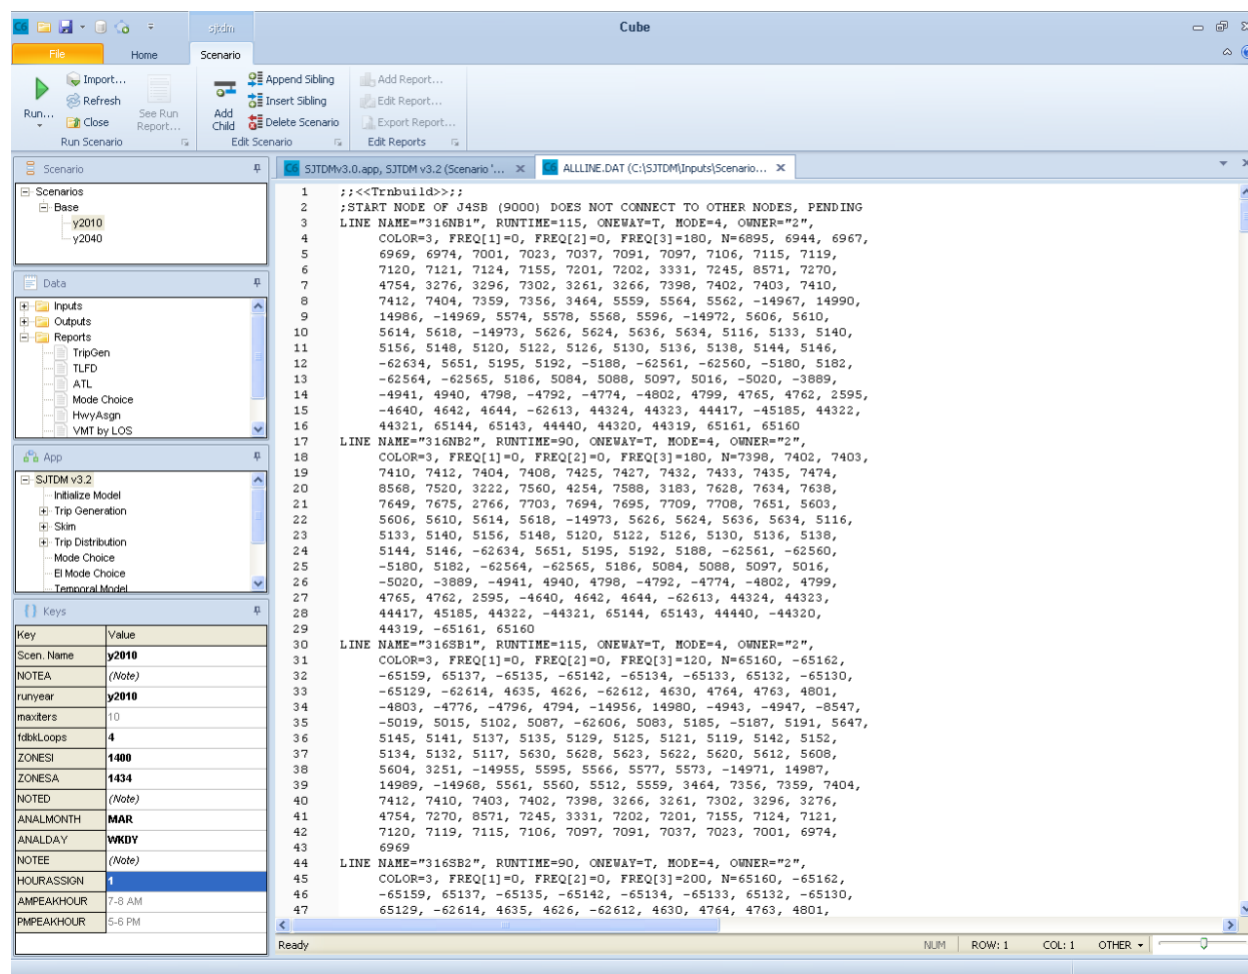 C6 sjtdm Cube
File Home Scenario
Run...
Import...
Refresh
Close
See Run Report...
Run Scenario
Add Child
Append Sibling
Insert Sibling
Delete Scenario
Edit Scenario
Add Report...
Edit Report...
Export Report...
Edit Reports
Scenario
Scenarios
Base
y2010
y2040
Data
Inputs
Outputs
Reports
TripGen
TLFD
ATL
Mode Choice
HwyAsgn
VMT by LOS
App
SJTDM v3.2
Initialize Model
Trip Generation
Skim
Trip Distribution
Mode Choice
EI Mode Choice
Temporal Model
Keys
Key Value
Scen. Name y2010
NOTEA (Note)
runyear y2010
maxiters 10
fdbkLoops 4
ZONESI 1400
ZONESA 1434
NOTED (Note)
ANALMONTH MAR
ANALDAY WKDY
NOTEE (Note)
HOURASSIGN 1
AMPEAKHOUR 7-8 AM
PMPEAKHOUR 5-6 PM
C6 SJTDMv3.0.app, SJTDM v3.2 (Scenario '... C6 ALLLINE.DAT (C:\SJTDM\Inputs\Scenario...
1 ;;<<Trnbuild>>;;
2 ;START NODE OF J4SB (9000) DOES NOT CONNECT TO OTHER NODES, PENDING
3 LINE NAME="316NB1", RUNTIME=115, ONEWAY=T, MODE=4, OWNER="2",
4 COLOR=3, FREQ[1]=0, FREQ[2]=0, FREQ[3]=180, N=6895, 6944, 6967,
5 6969, 6974, 7001, 7023, 7037, 7091, 7097, 7106, 7115, 7119,
6 7120, 7121, 7124, 7155, 7201, 7202, 3331, 7245, 8571, 7270,
7 4754, 3276, 3296, 7302, 3261, 3266, 7398, 7402, 7403, 7410,
8 7412, 7404, 7359, 7356, 3464, 5559, 5564, 5562, -14967, 14990,
9 14986, -14969, 5574, 5578, 5568, 5596, -14972, 5606, 5610,
10 5614, 5618, -14973, 5626, 5624, 5636, 5634, 5116, 5133, 5140,
11 5156, 5148, 5120, 5122, 5126, 5130, 5136, 5138, 5144, 5146,
12 -62634, 5651, 5195, 5192, -5188, -62561, -62560, -5180, 5182,
13 -62564, -62565, 5186, 5084, 5088, 5097, 5016, -5020, -3889,
14 -4941, 4940, 4798, -4792, -4774, -4802, 4799, 4765, 4762, 2595,
15 -4640, 4642, 4644, -62613, 44324, 44323, 44417, -45185, 44322,
16 44321, 65144, 65143, 44440, 44320, 44319, 65161, 65160
17 LINE NAME="316NB2", RUNTIME=90, ONEWAY=T, MODE=4, OWNER="2",
18 COLOR=3, FREQ[1]=0, FREQ[2]=0, FREQ[3]=180, N=7398, 7402, 7403,
19 7410, 7412, 7404, 7408, 7425, 7427, 7432, 7433, 7435, 7474,
20 8568, 7520, 3222, 7560, 4254, 7588, 3183, 7628, 7634, 7638,
21 7649, 7675, 2766, 7703, 7694, 7695, 7709, 7708, 7651, 5603,
22 5606, 5610, 5614, 5618, -14973, 5626, 5624, 5636, 5634, 5116,
23 5133, 5140, 5156, 5148, 5120, 5122, 5126, 5130, 5136, 5138,
24 5144, 5146, -62634, 5651, 5195, 5192, 5188, -62561, -62560,
25 -5180, 5182, -62564, -62565, 5186, 5084, 5088, 5097, 5016,
26 -5020, -3889, -4941, 4940, 4798, -4792, -4774, -4802, 4799,
27 4765, 4762, 2595, -4640, 4642, 4644, -62613, 44324, 44323,
28 44417, 45185, 44322, -44321, 65144, 65143, 44440, -44320,
29 44319, -65161, 65160
30 LINE NAME="316SB1", RUNTIME=115, ONEWAY=T, MODE=4, OWNER="2",
31 COLOR=3, FREQ[1]=0, FREQ[2]=0, FREQ[3]=120, N=65160, -65162,
32 -65159, 65137, -65135, -65142, -65134, -65133, 65132, -65130,
33 -65129, -62614, 4635, 4626, -62612, 4630, 4764, 4763, 4801,
34 -4803, -4776, -4796, 4794, -14956, 14980, -4943, -4947, -8547,
35 -5019, 5015, 5102, 5087, -62606, 5083, 5185, -5187, 5191, 5647,
36 5145, 5141, 5137, 5135, 5129, 5125, 5121, 5119, 5142, 5152,
37 5134, 5132, 5117, 5630, 5628, 5623, 5622, 5620, 5612, 5608,
38 5604, 3251, -14955, 5595, 5566, 5577, 5573, -14971, 14987,
39 14989, -14968, 5561, 5560, 5512, 5559, 3464, 7356, 7359, 7404,
40 7412, 7410, 7403, 7402, 7398, 3266, 3261, 7302, 3296, 3276,
41 4754, 7270, 8571, 7245, 3331, 7202, 7201, 7155, 7124, 7121,
42 7120, 7119, 7115, 7106, 7097, 7091, 7037, 7023, 7001, 6974,
43 6969
44 LINE NAME="316SB2", RUNTIME=90, ONEWAY=T, MODE=4, OWNER="2",
45 COLOR=3, FREQ[1]=0, FREQ[2]=0, FREQ[3]=200, N=65160, -65162,
46 -65159, 65137, -65135, -65142, -65134, -65133, 65132, -65130,
47 65129, -62614, 4635, 4626, -62612, 4630, 4764, 4763, 4801,
Ready NUM ROW: 1 COL: 1 OTHER